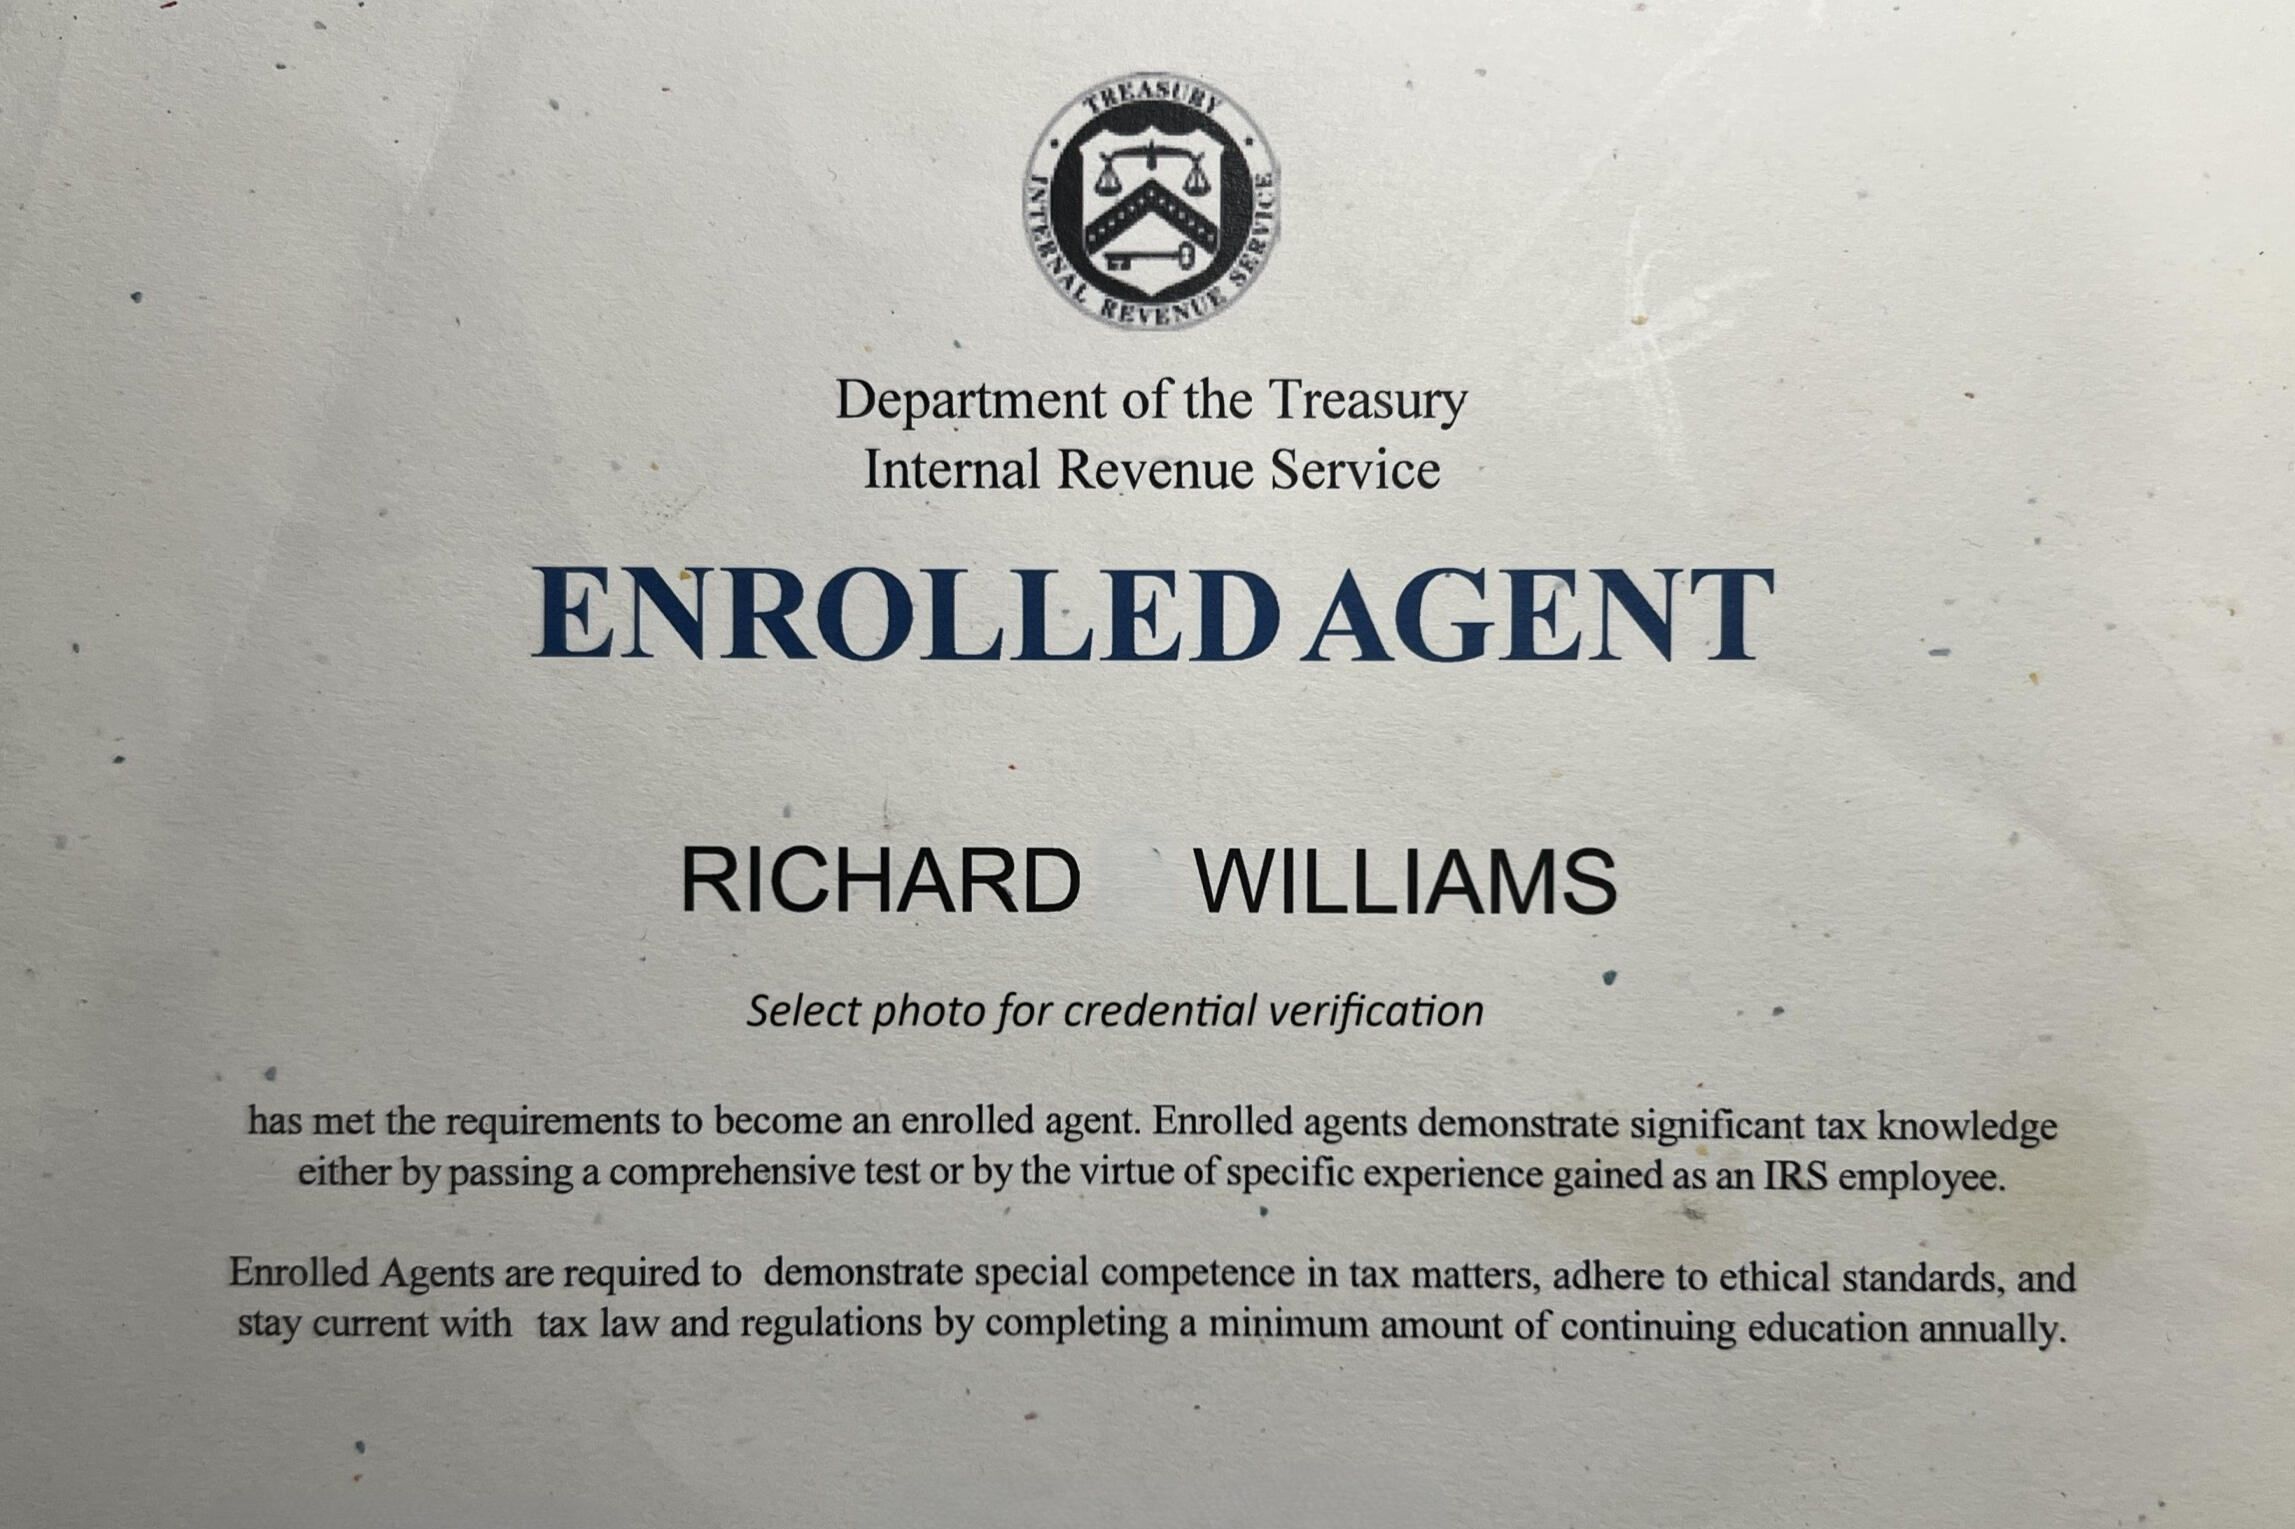 TREASURY
INTERNAL REVENUE SERVICE
Department of the Treasury
Internal Revenue Service
ENROLLED AGENT
RICHARD WILLIAMS
Select photo for credential verification
has met the requirements to become an enrolled agent. Enrolled agents demonstrate significant tax knowledge
either by passing a comprehensive test or by the virtue of specific experience gained as an IRS employee.
Enrolled Agents are required to demonstrate special competence in tax matters, adhere to ethical standards, and
stay current with tax law and regulations by completing a minimum amount of continuing education annually.